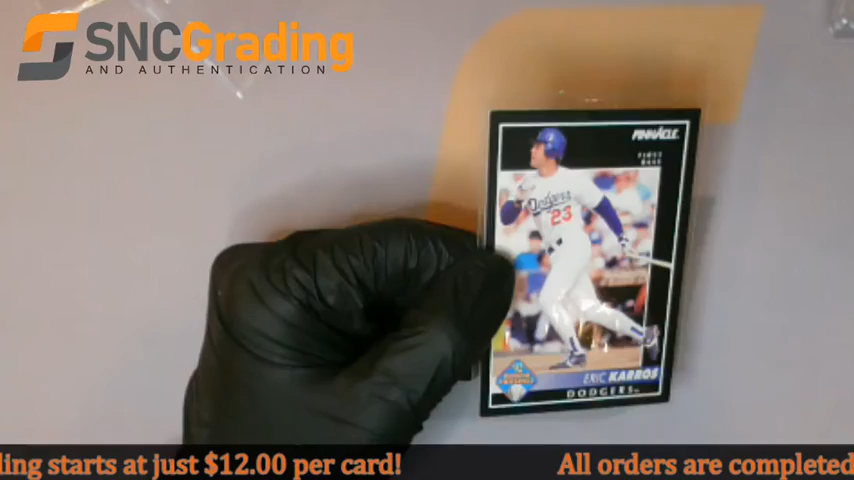 SNCGrading
AND AUTHENTICATION
PINNACLE
FIRST
BASE
Dodgers
23
ERIC KARROS
DODGERS
ding starts at just $12.00 per card!
All orders are completed